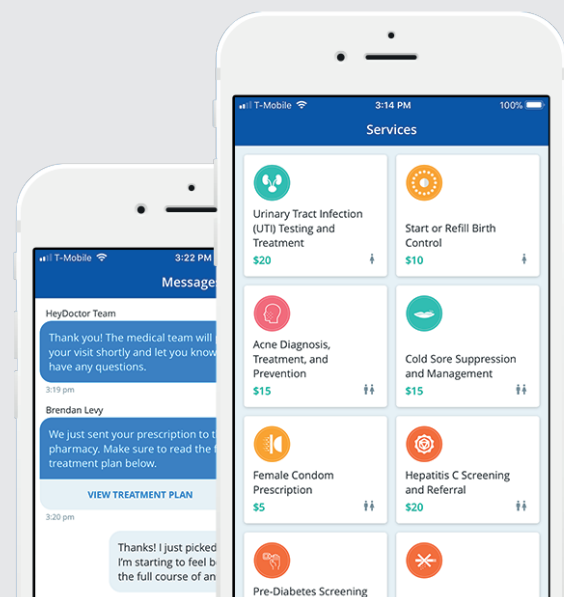 T-Mobile 3:14 PM 100%
Services
Urinary Tract Infection
(UTI) Testing and
Treatment
$20
Start or Refill Birth
Control
$10
Acne Diagnosis,
Treatment, and
Prevention
$15
Cold Sore Suppression
and Management
$15
Female Condom
Prescription
$5
Hepatitis C Screening
and Referral
$20
Pre-Diabetes Screening
T-Mobile 3:22 PM
Messages
HeyDoctor Team
Thank you! The medical team will
your visit shortly and let you know
have any questions.
3:19 pm
Brendan Levy
We just sent your prescription to
pharmacy. Make sure to read the
treatment plan below.
VIEW TREATMENT PLAN
3:20 pm
Thanks! I just picked
I'm starting to feel
the full course of